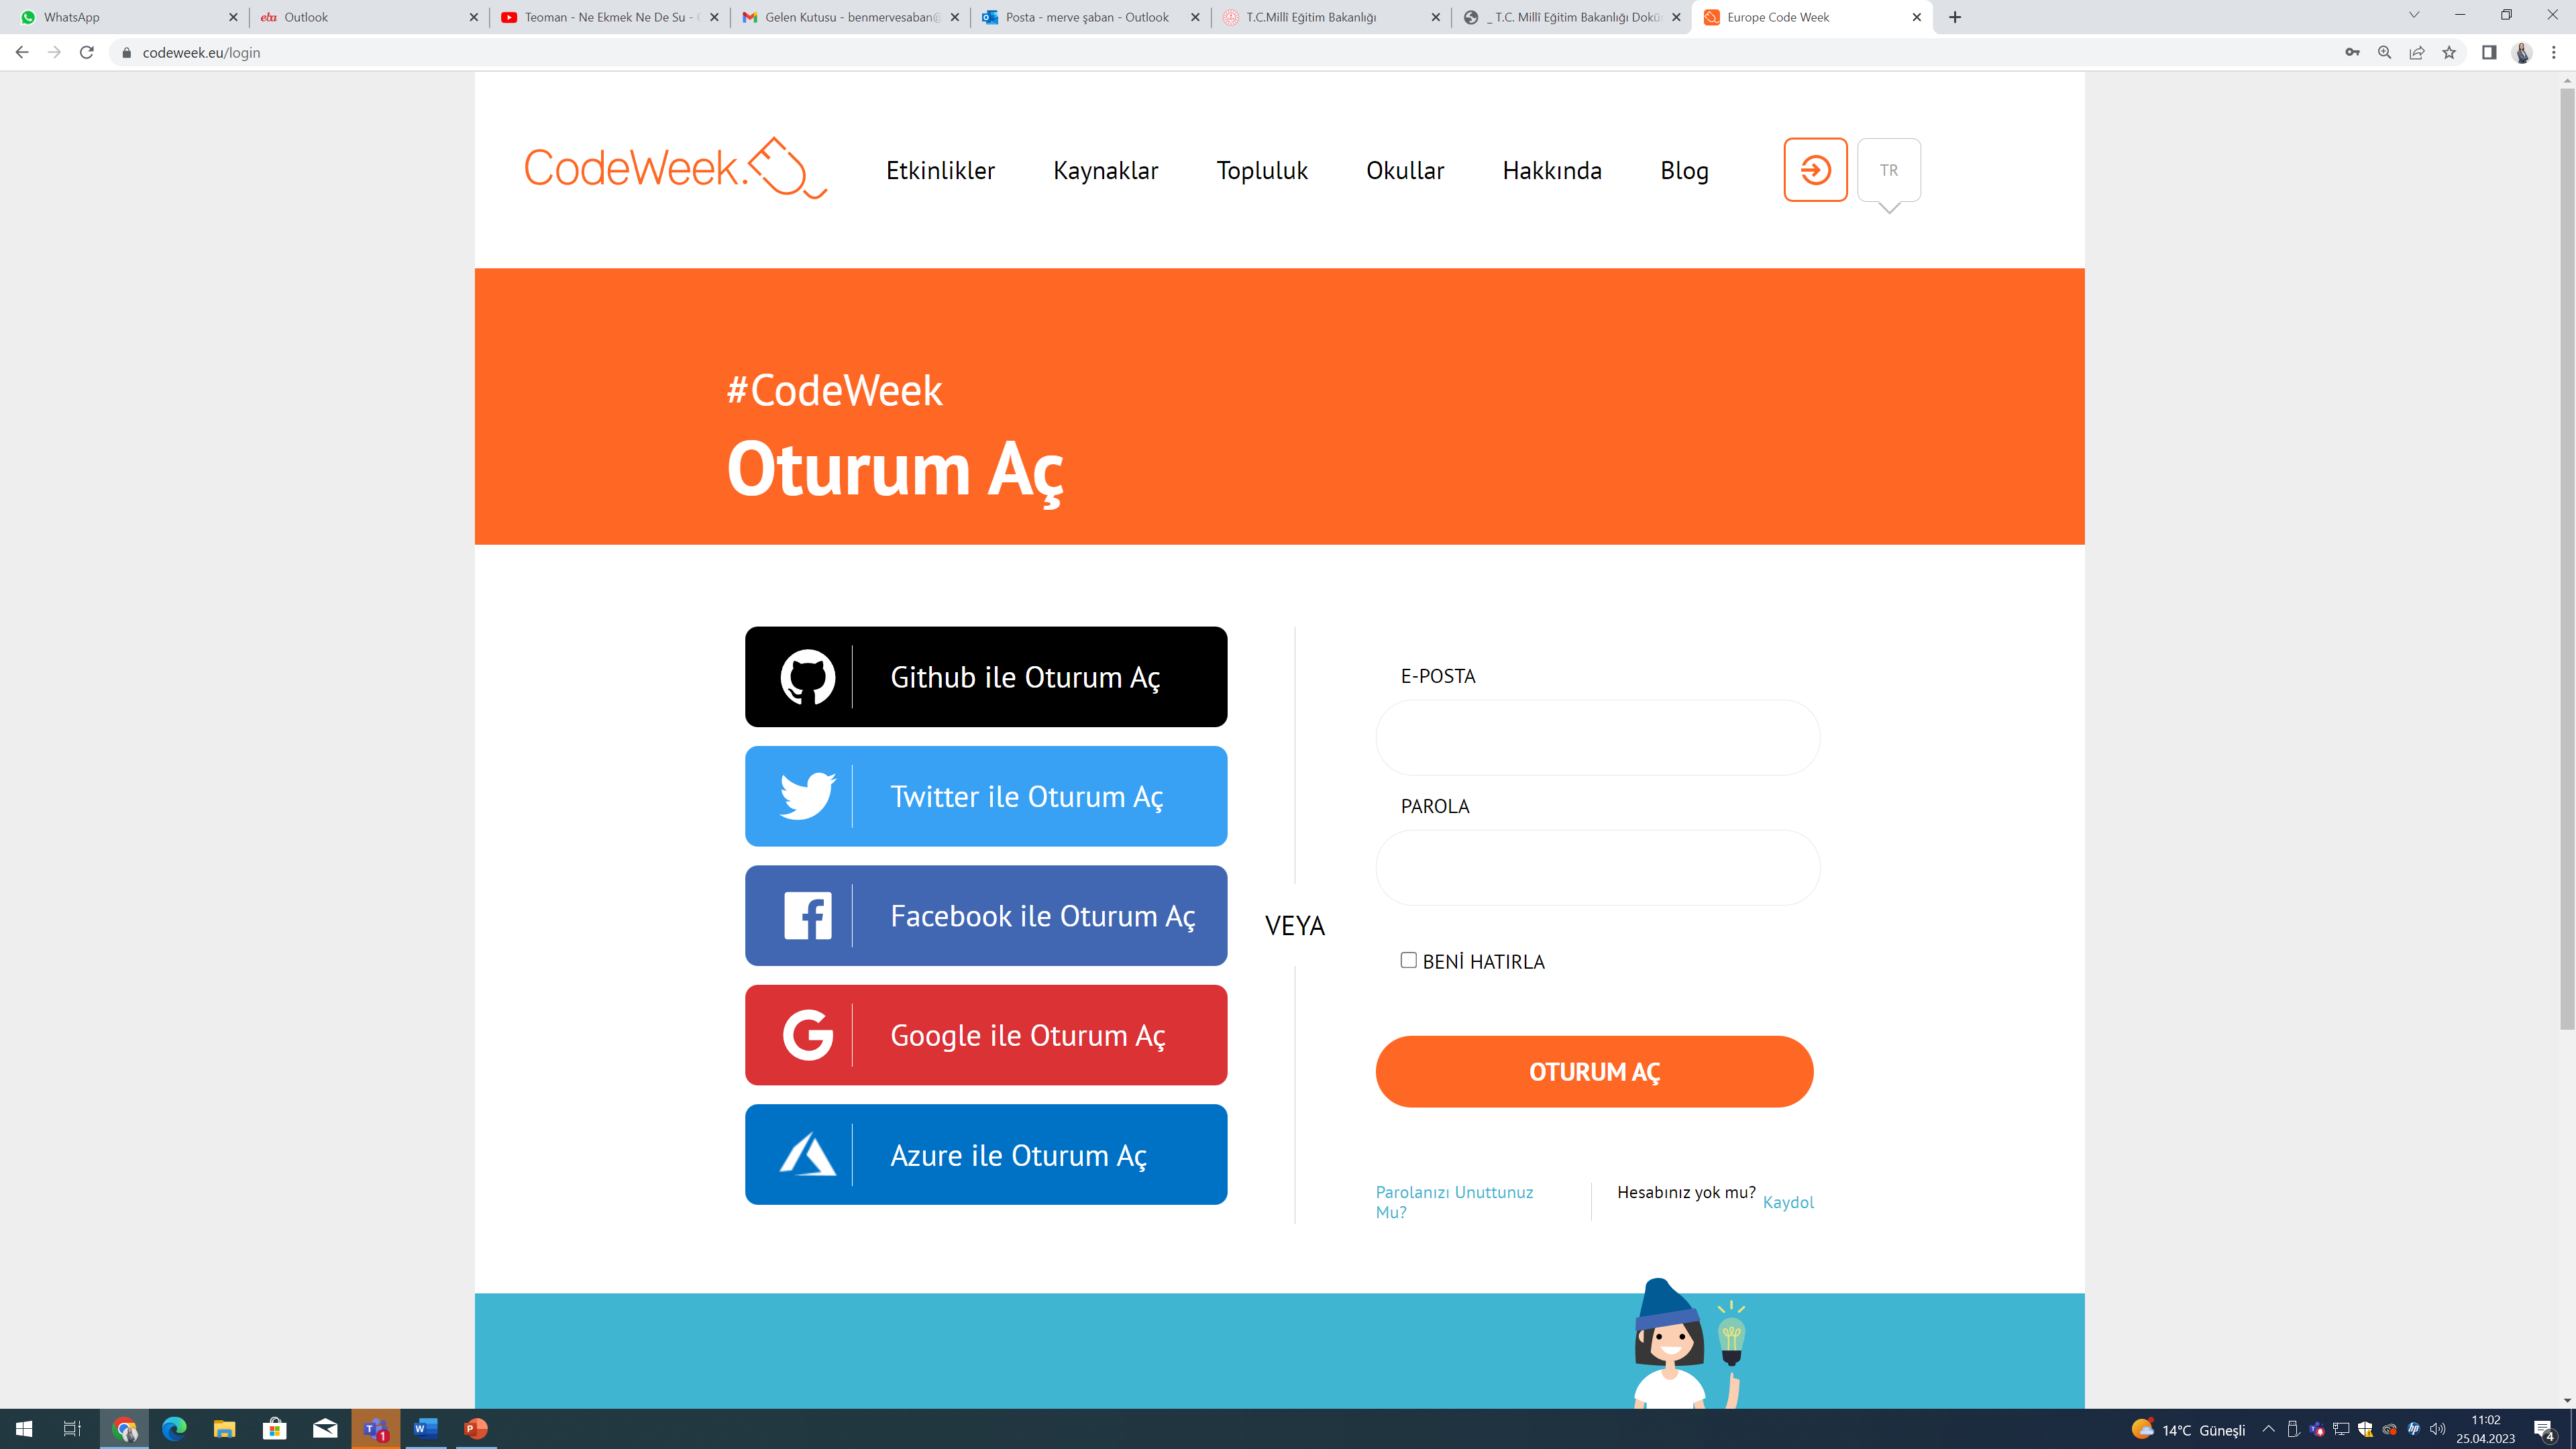 WhatsApp
eba Outlook
Teoman - Ne Ekmek Ne De Su -
Gelen Kutusu - benmervesaban@
Posta - merve şaban - Outlook
T.C.Millî Eğitim Bakanlığı
_ T.C. Millî Eğitim Bakanlığı Dokü
Europe Code Week
codeweek.eu/login
CodeWeek.
Etkinlikler
Kaynaklar
Topluluk
Okullar
Hakkında
Blog
TR
#CodeWeek
Oturum Aç
Github ile Oturum Aç
Twitter ile Oturum Aç
Facebook ile Oturum Aç
Google ile Oturum Aç
Azure ile Oturum Aç
VEYA
E-POSTA
PAROLA
BENİ HATIRLA
OTURUM AÇ
Parolanızı Unuttunuz
Mu?
Hesabınız yok mu?
Kaydol
14°C Güneşli
11:02
25.04.2023
4